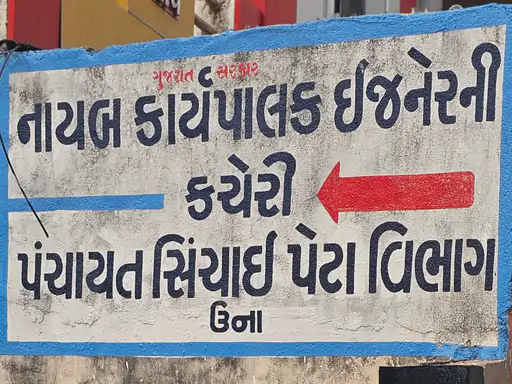 ગુજરાત સરકાર
નાયબ કાર્યપાલક ઈજનેરની
કચેરી
પંચાયત સિંચાઈ પેટા વિભાગ
ઉના